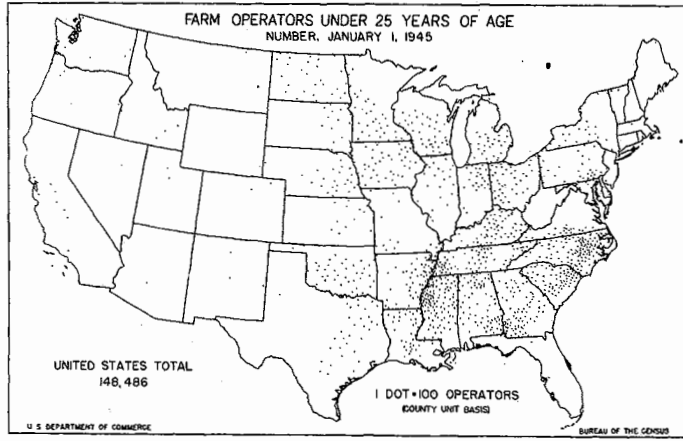 FARM OPERATORS UNDER 25 YEARS OF AGE
NUMBER, JANUARY 1, 1945
UNITED STATES TOTAL
148,486
1 DOT = 100 OPERATORS
(COUNTY UNIT BASIS)
U S DEPARTMENT OF COMMERCE
BUREAU OF THE CENSUS